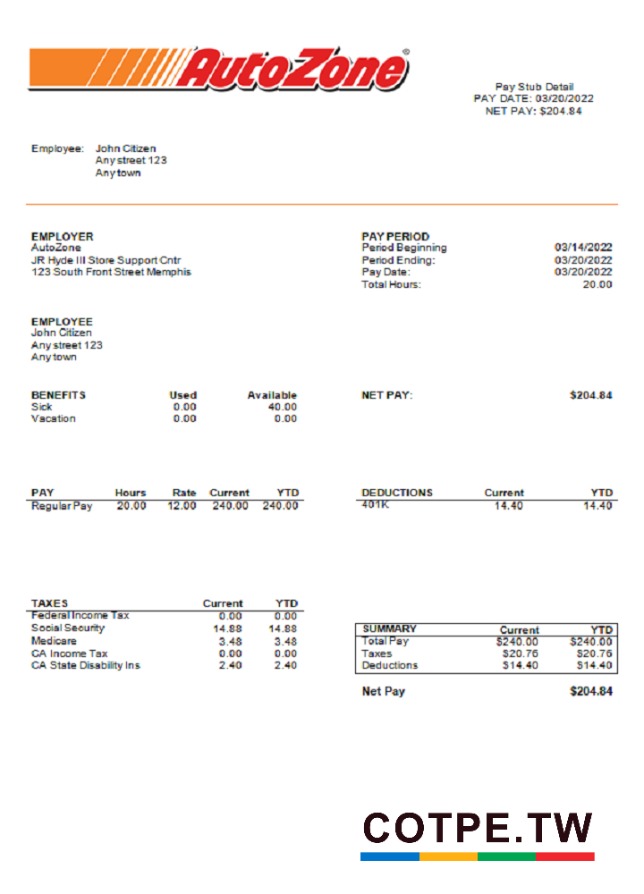 AutoZone®
Pay Stub Detail
PAY DATE: 03/20/2022
NET PAY: $204.84
Employee: John Citizen
Any street 123
Any town
EMPLOYER
AutoZone
JR Hyde III Store Support Cntr
123 South Front Street Memphis
PAY PERIOD
Period Beginning 03/14/2022
Period Ending: 03/20/2022
Pay Date: 03/20/2022
Total Hours: 20.00
EMPLOYEE
John Citizen
Any street 123
Any town
BENEFITS Used Available
Sick 0.00 40.00
Vacation 0.00 0.00
NET PAY: $204.84
PAY Hours Rate Current YTD
Regular Pay 20.00 12.00 240.00 240.00
DEDUCTIONS Current YTD
401K 14.40 14.40
TAXES Current YTD
Federal Income Tax 0.00 0.00
Social Security 14.88 14.88
Medicare 3.48 3.48
CA Income Tax 0.00 0.00
CA State Disability Ins 2.40 2.40
SUMMARY Current YTD
Total Pay $240.00 $240.00
Taxes $20.76 $20.76
Deductions $14.40 $14.40
Net Pay $204.84
COTPE.TW